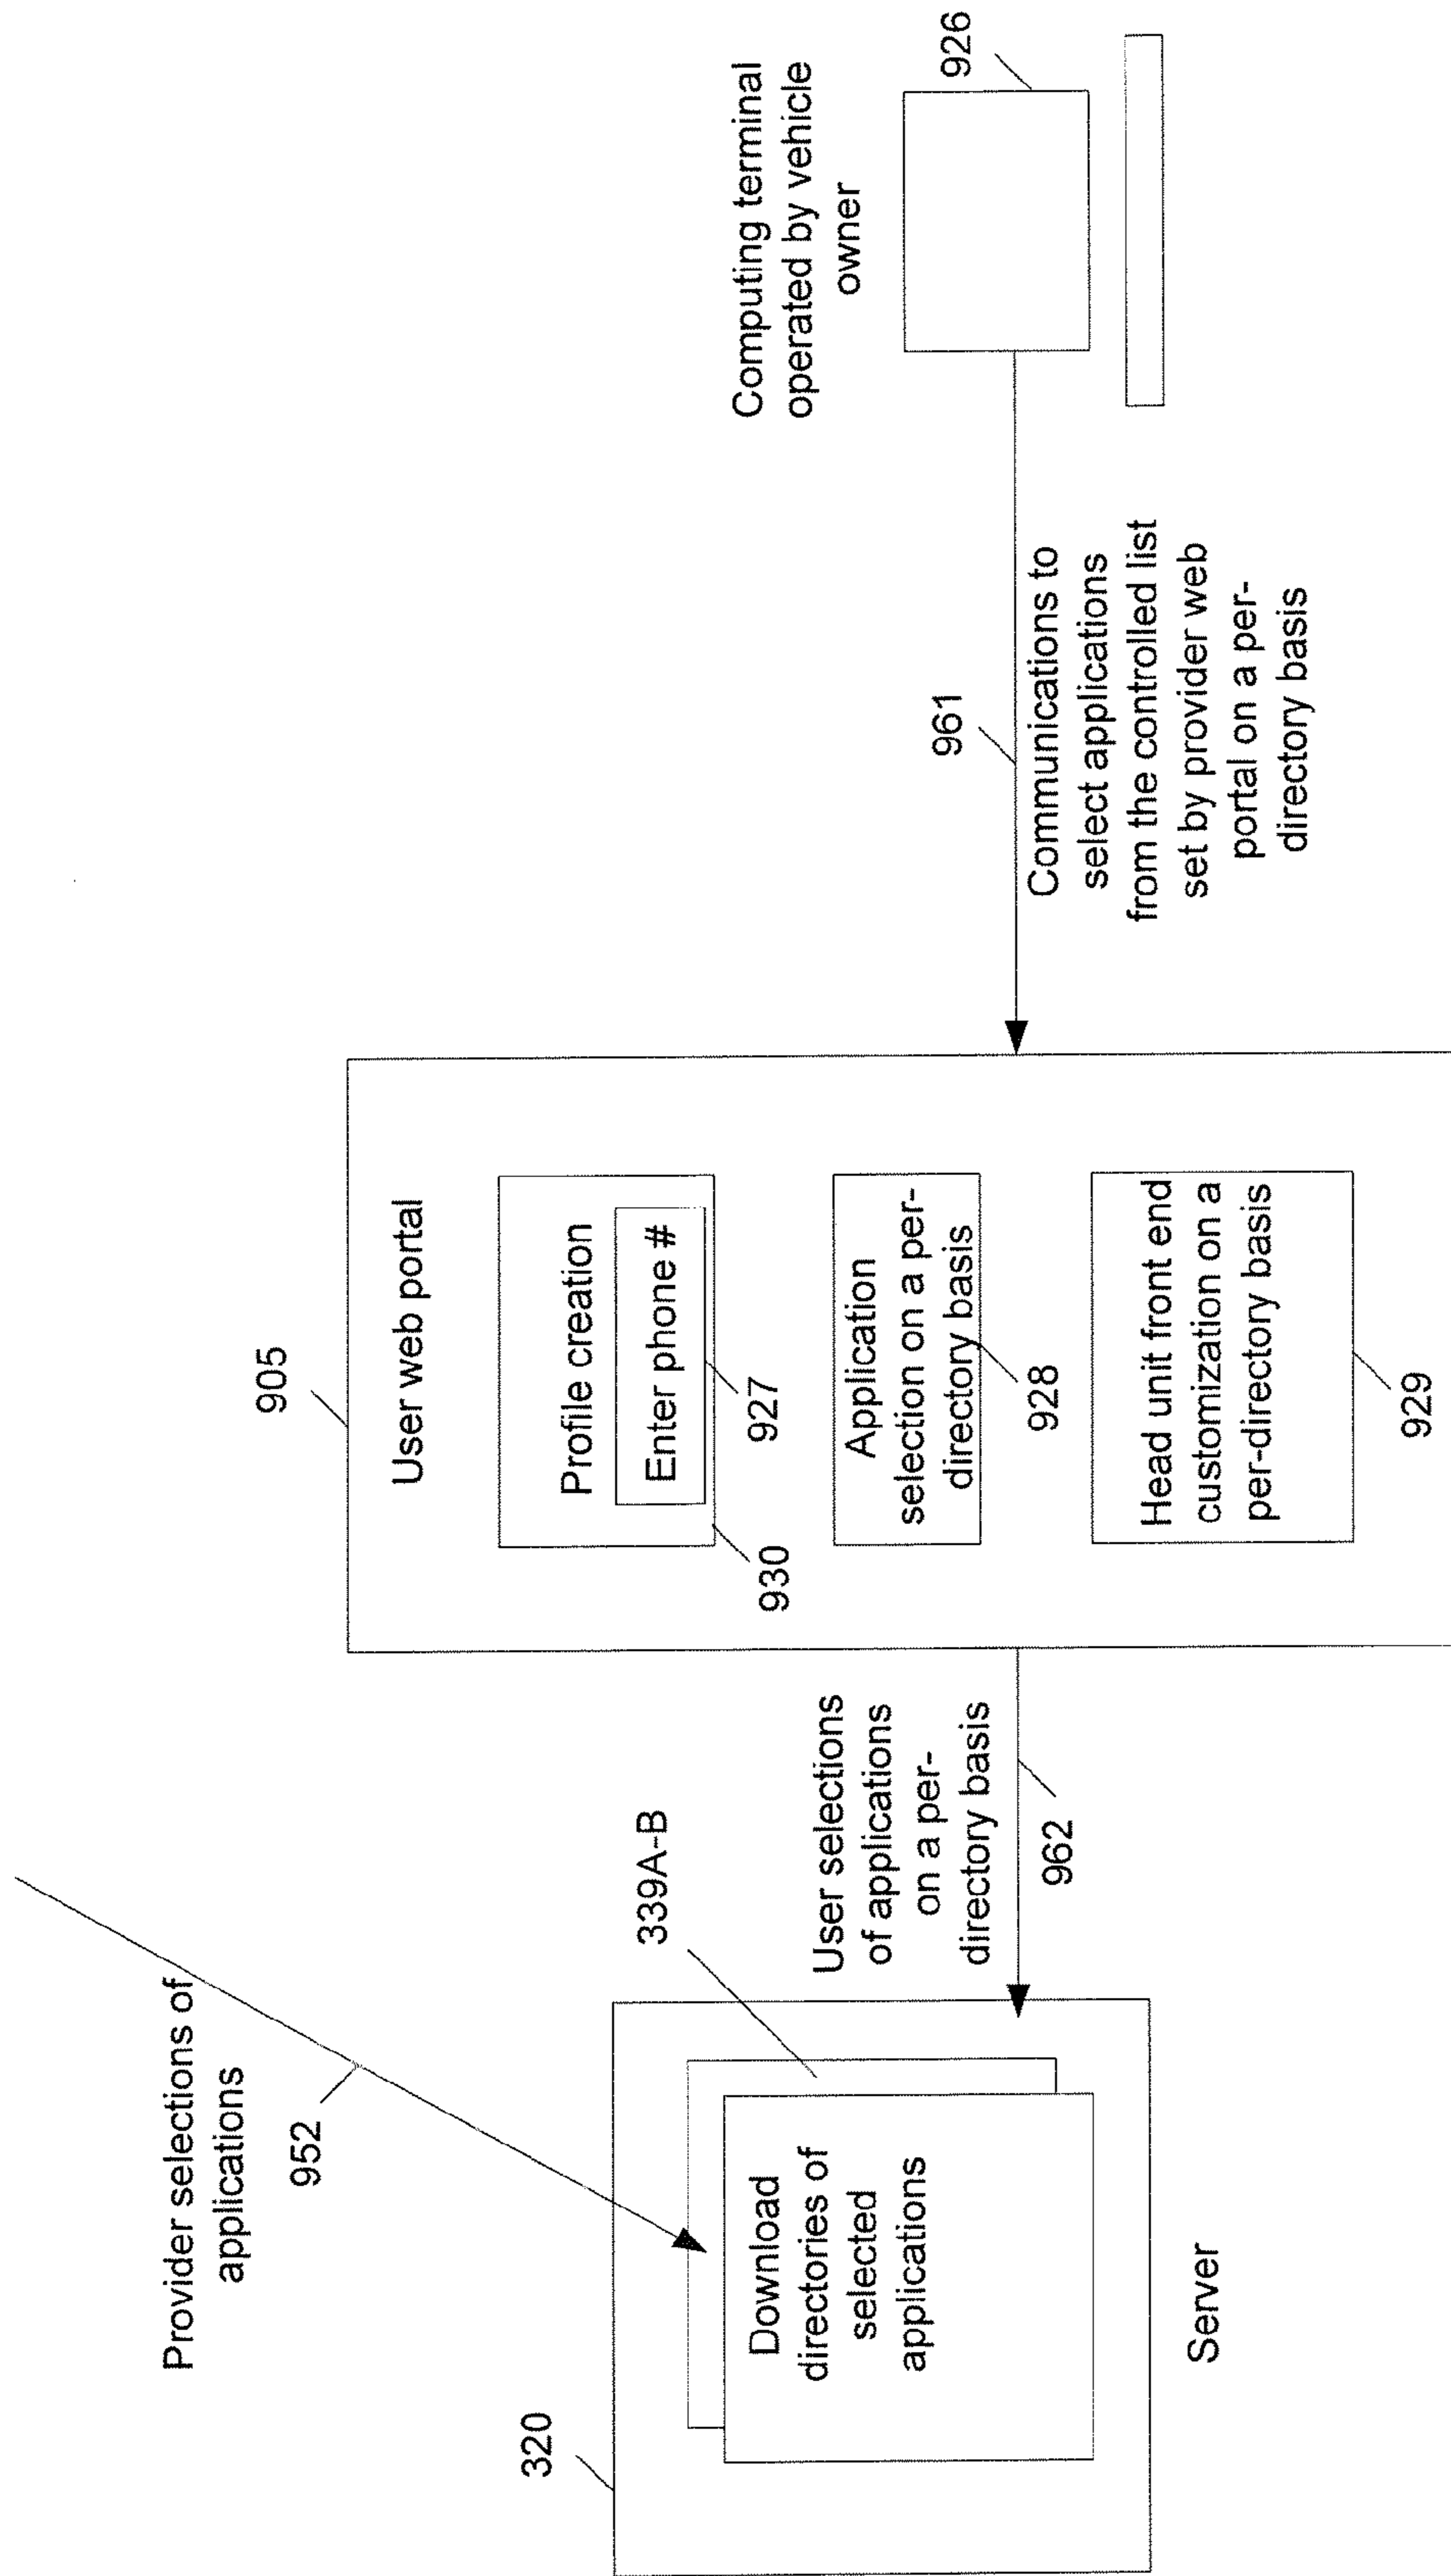 Provider selections of
applications
952
320
Download
directories of
selected
applications
Server
339A-B
User selections
of applications
on a per-
directory basis
962
905
User web portal
Profile creation
Enter phone #
927
930
Application
selection on a per-
directory basis
928
Head unit front end
customization on a
per-directory basis
929
961
Communications to
select applications
from the controlled list
set by provider web
portal on a per-
directory basis
Computing terminal
operated by vehicle
owner
926